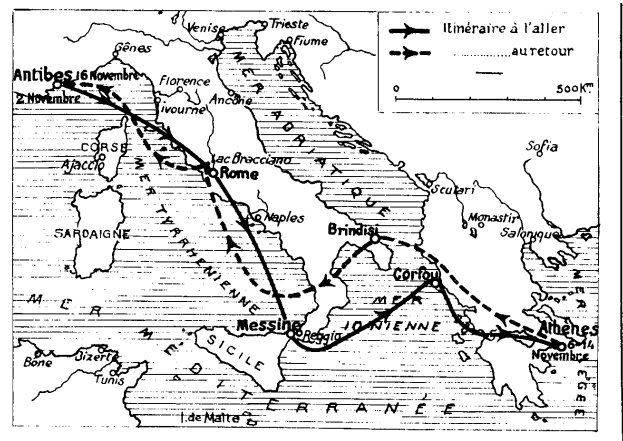 Itinéraire à l'aller
..................au retour
0 500Km
Venise
Trieste
Fiume
Gênes
Antibes 16 Novembre
2 Novembre
Florence
Livourne
Ancône
MER ADRIATIQUE
Sofia
CORSE
Ajaccio
Lac Bracciano
Rome
Scutari
Monastir
Salonique
SARDAIGNE
MER TYRRHENIENNE
Naples
Brindisi
Corfou
MER IONIENNE
MER EGÉE
Messine
Reggio
Athènes
6-14
Novembre
SICILE
MER MEDITERRANÉE
Bône
Bizerte
Tunis
I. de Malte